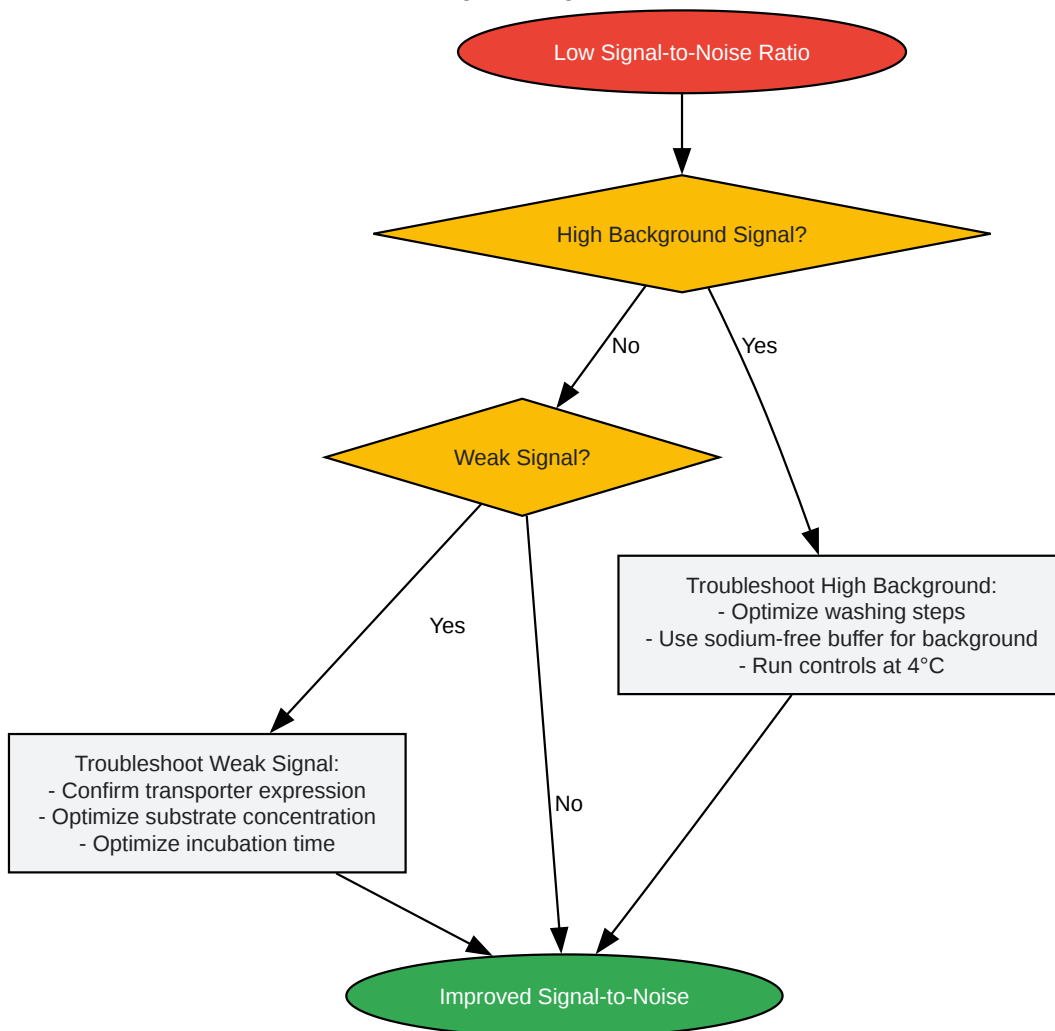 Low Signal-to-Noise Ratio
High Background Signal?
No
Yes
Weak Signal?
Troubleshoot High Background:
- Optimize washing steps
- Use sodium-free buffer for background
- Run controls at 4°C
Yes
Troubleshoot Weak Signal:
- Confirm transporter expression
- Optimize substrate concentration
- Optimize incubation time
No
Improved Signal-to-Noise